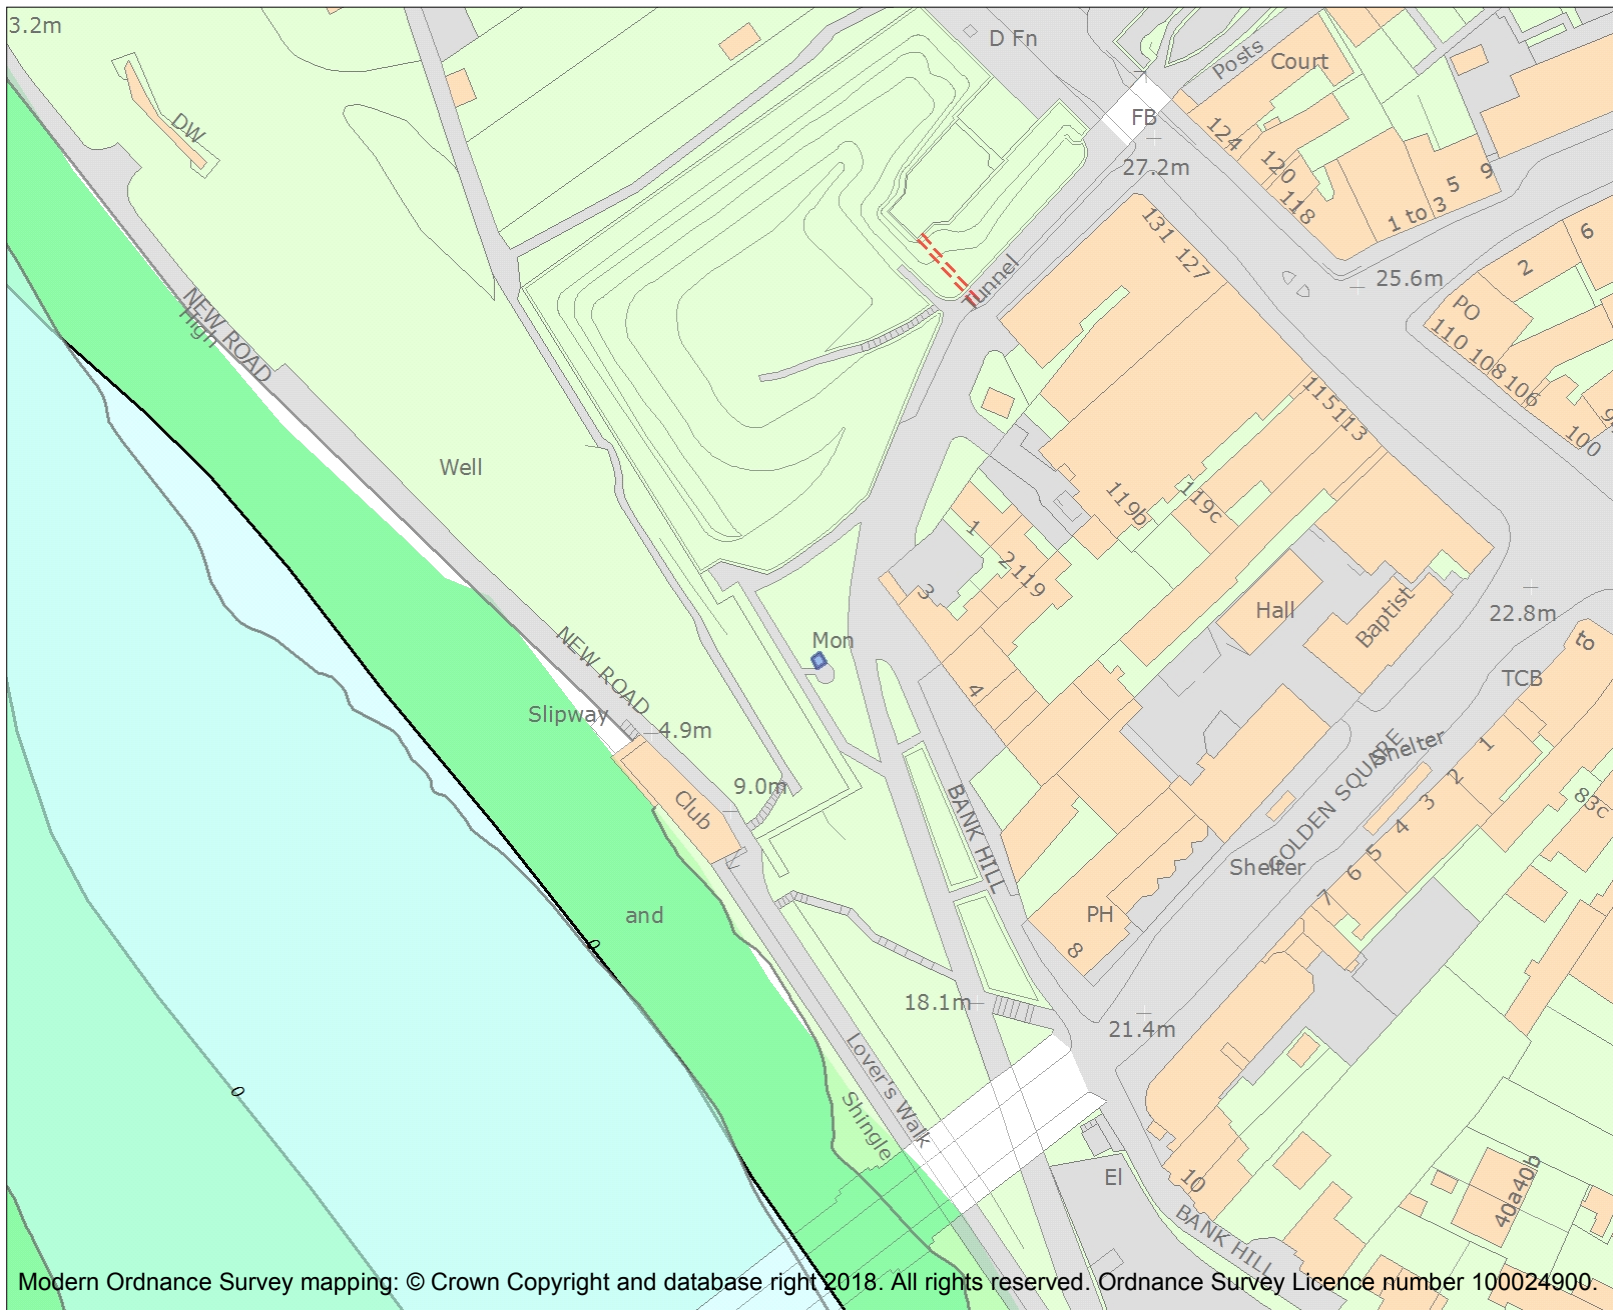 3.2m
D Fn
Posts
Court
DW
FB
124
27.2m
120
118
5
9
1 to 3
131
127
6
2
25.6m
Tunnel
PO
110
108
106
100
NEW ROAD
High
115
113
Well
119b
119c
1
2
119
3
Hall
Baptist
22.8m
to
Mon
NEW ROAD
TCB
4
Slipway
4.9m
Shelter
GOLDEN SQUARE
1
2
3
4
5
6
7
83c
9.0m
Club
BANK HILL
Shelter
and
PH
8
0
18.1m
21.4m
Lover's Walk
Shingle
0
El
10
40a
40b
BANK HILL
Modern Ordnance Survey mapping: © Crown Copyright and database right 2018. All rights reserved. Ordnance Survey Licence number 100024900.